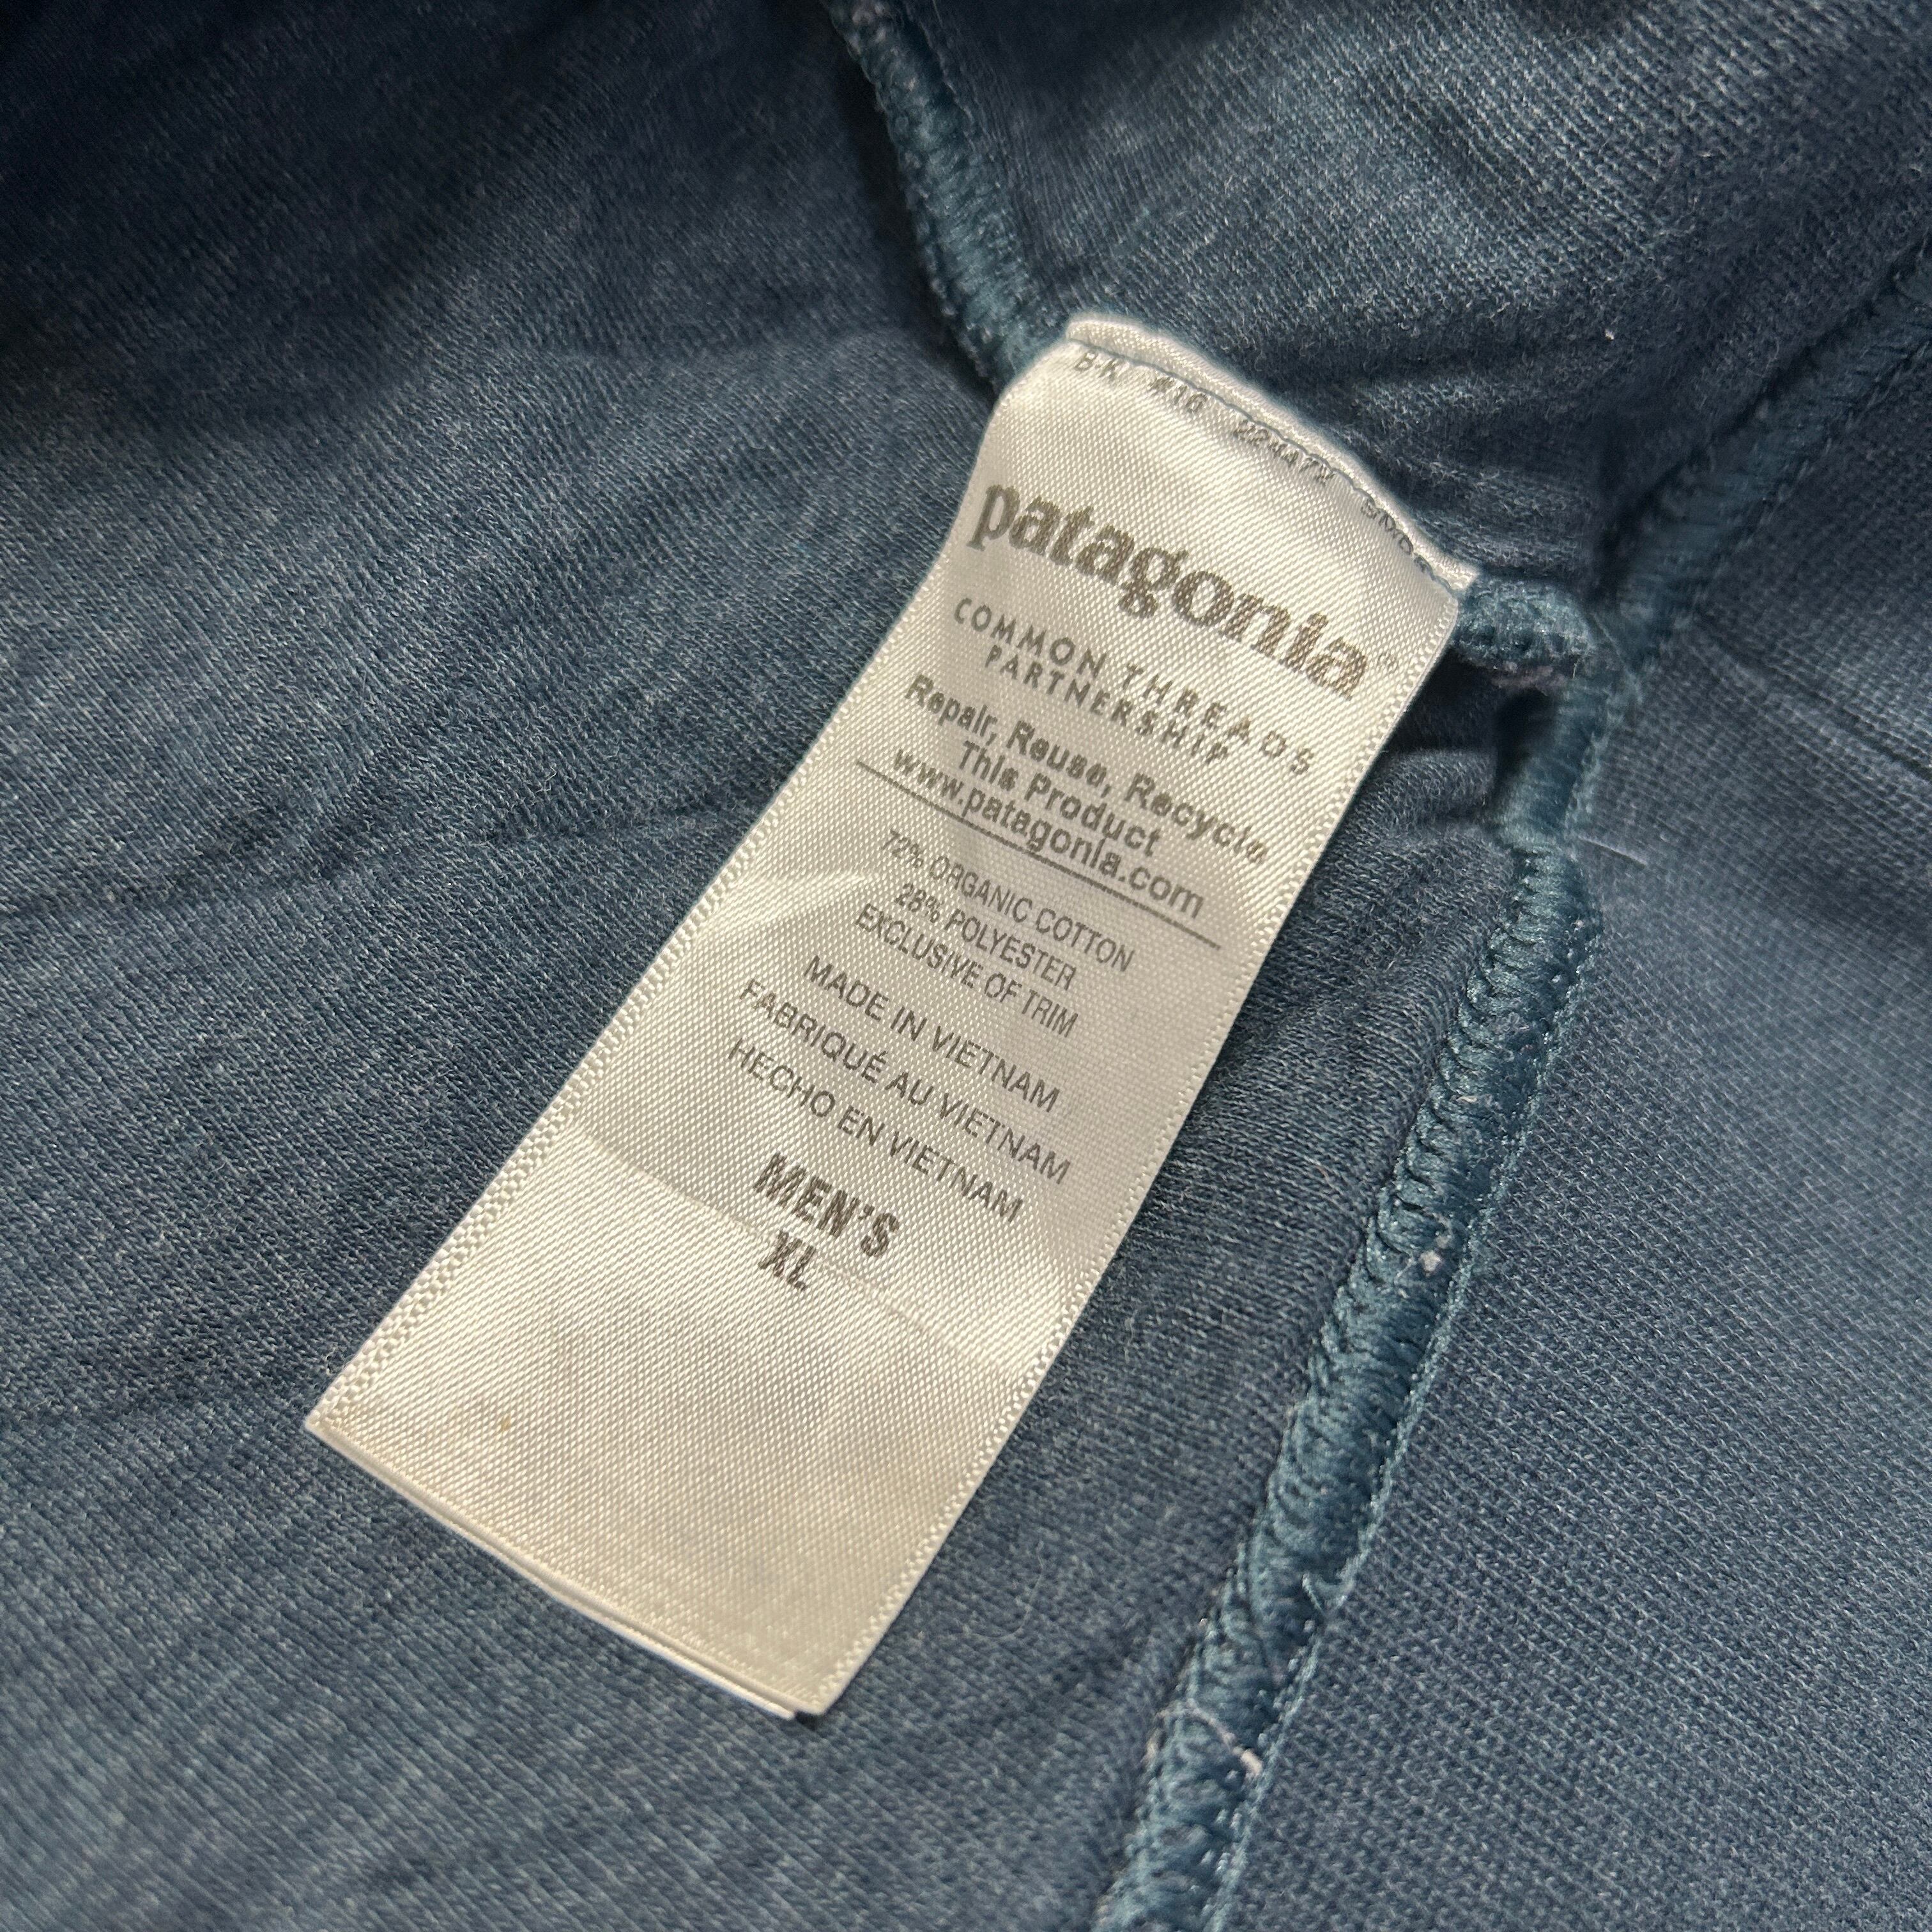 patagonia®
COMMON THREADS
PARTNERSHIP
Repair, Reuse, Recycle
This Product
www.patagonia.com
72% ORGANIC COTTON
28% POLYESTER
EXCLUSIVE OF TRIM
MADE IN VIETNAM
FABRIQUÉ AU VIETNAM
HECHO EN VIETNAM
MEN'S
XL